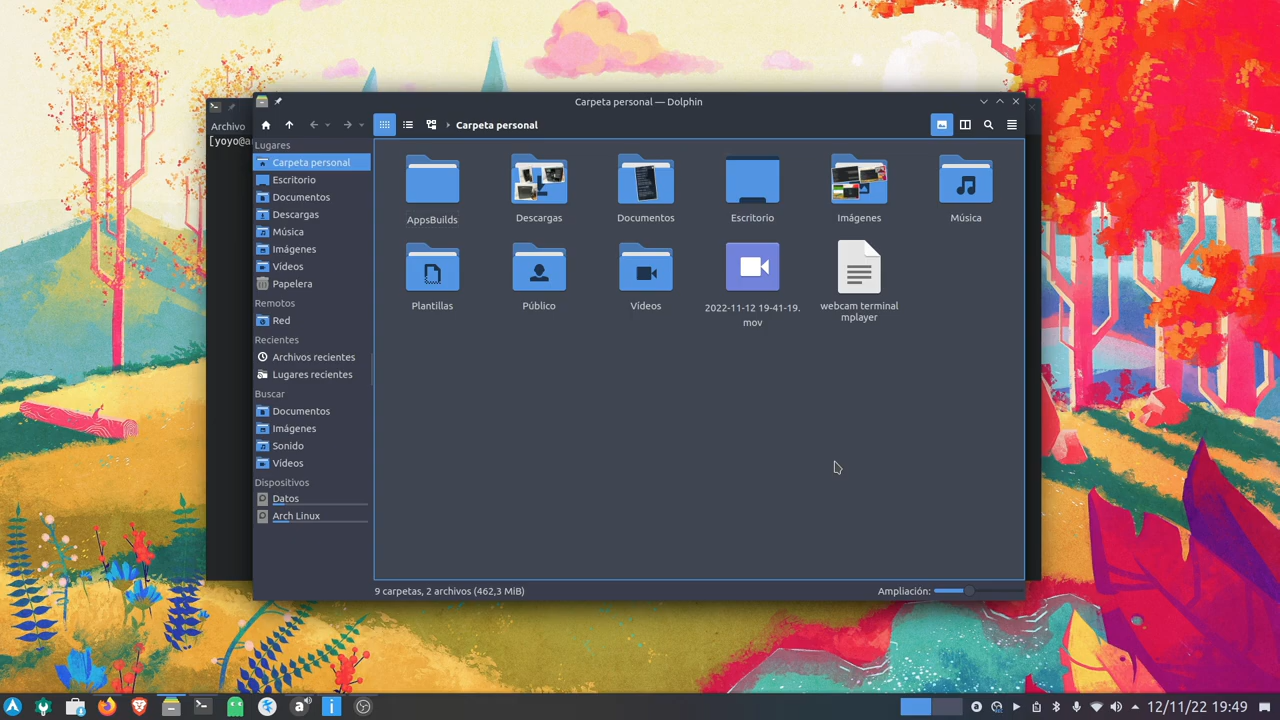 Carpeta personal — Dolphin
Archivo
[yoyo@a
Carpeta personal
Lugares
Carpeta personal
Escritorio
Documentos
Descargas
Música
Imágenes
Vídeos
Papelera
Remotos
Red
Recientes
Archivos recientes
Lugares recientes
Buscar
Documentos
Imágenes
Sonido
Vídeos
Dispositivos
Datos
Arch Linux
AppsBuilds
Descargas
Documentos
Escritorio
Imágenes
Música
Plantillas
Público
Vídeos
2022-11-12 19-41-19.
mov
webcam terminal
mplayer
9 carpetas, 2 archivos (462,3 MiB)
Ampliación:
12/11/22 19:49